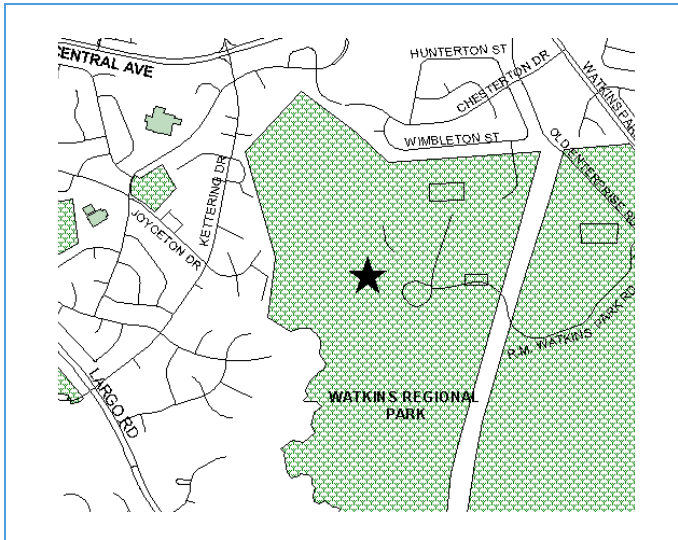 HUNTERTON ST
CENTRAL AVE
CHESTERTON DR
WATKINS PAR
WIMBLETON ST
OLD ENTERPRISE RD
KETTERING DR
JOYCETON DR
R.M. WATKINS PARK RD
LARGO RD
WATKINS REGIONAL
PARK